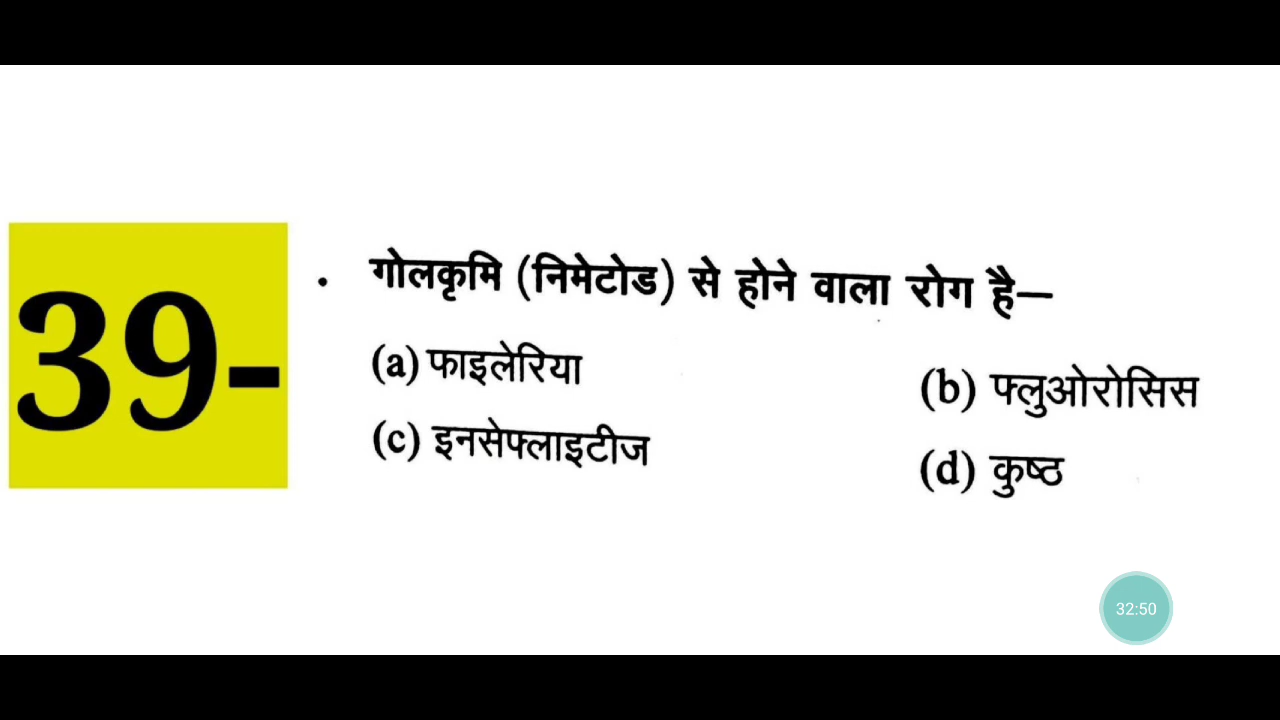 39-
. गोलकृमि (निमेटोड) से होने वाला रोग है—
(a) फाइलेरिया (b) फ्लुओरोसिस
(c) इनसेफ्लाइटीज (d) कुष्ठ
32:50